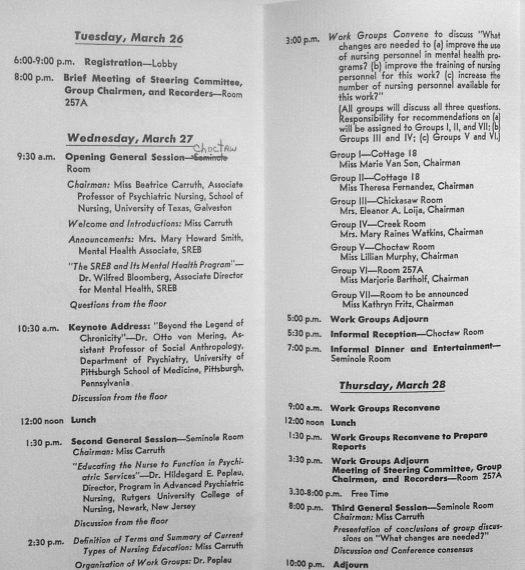 Tuesday, March 26
6:00-9:00 p.m. Registration—Lobby
8:00 p.m. Brief Meeting of Steering Committee,
Group Chairmen, and Recorders—Room
257A
Wednesday, March 27
Choctaw
9:30 a.m. Opening General Session—Seminole
Room
Chairman: Miss Beatrice Carruth, Associate
Professor of Psychiatric Nursing, School of
Nursing, University of Texas, Galveston
Welcome and Introductions: Miss Carruth
Announcements: Mrs. Mary Howard Smith,
Mental Health Associate, SREB
"The SREB and Its Mental Health Program"—
Dr. Wilfred Bloomberg, Associate Director
for Mental Health, SREB
Questions from the floor
10:30 a.m. Keynote Address: "Beyond the Legend of
Chronicity"—Dr. Otto von Mering, As-
sistant Professor of Social Anthropology,
Department of Psychiatry, University of
Pittsburgh School of Medicine, Pittsburgh,
Pennsylvania
Discussion from the floor
12:00 noon Lunch
1:30 p.m. Second General Session—Seminole Room
Chairman: Miss Carruth
"Educating the Nurse to Function in Psychi-
atric Services"—Dr. Hildegard E. Peplau,
Director, Program in Advanced Psychiatric
Nursing, Rutgers University College of
Nursing, Newark, New Jersey
Discussion from the floor
2:30 p.m. Definition of Terms and Summary of Current
Types of Nursing Education: Miss Carruth
Organisation of Work Groups: Dr. Peplau
3:00 p.m. Work Groups Convene to discuss "What
changes are needed to (a) improve the use
of nursing personnel in mental health pro-
grams? (b) improve the training of nursing
personnel for this work? (c) increase the
number of nursing personnel available for
this work?"
(All groups will discuss all three questions.
Responsibility for recommendations on (a)
will be assigned to Groups I, II, and VII; (b)
Groups III and IV; (c) Groups V and VI.)
Group I—Cottage 18
Miss Marie Van Son, Chairman
Group II—Cottage 18
Miss Theresa Fernandez, Chairman
Group III—Chickasaw Room
Mrs. Eleanor A. Loija, Chairman
Group IV—Creek Room
Mrs. Mary Raines Watkins, Chairman
Group V—Choctaw Room
Miss Lillian Murphy, Chairman
Group VI—Room 257A
Miss Marjorie Bartholf, Chairman
Group VII—Room to be announced
Miss Kathryn Fritz, Chairman
5:00 p.m. Work Groups Adjourn
5:30 p.m. Informal Reception—Choctaw Room
7:00 p.m. Informal Dinner and Entertainment—
Seminole Room
Thursday, March 28
9:00 a.m. Work Groups Reconvene
12:00 noon Lunch
1:30 p.m. Work Groups Reconvene to Prepare
Reports
3:30 p.m. Work Groups Adjourn
Meeting of Steering Committee, Group
Chairmen, and Recorders—Room 257A
3:30-8:00 p.m. Free Time
8:00 p.m. Third General Session—Seminole Room
Chairman: Miss Carruth
Presentation of conclusions of group discus-
sions on "What changes are needed?"
Discussion and Conference consensus
10:00 p.m. Adjourn